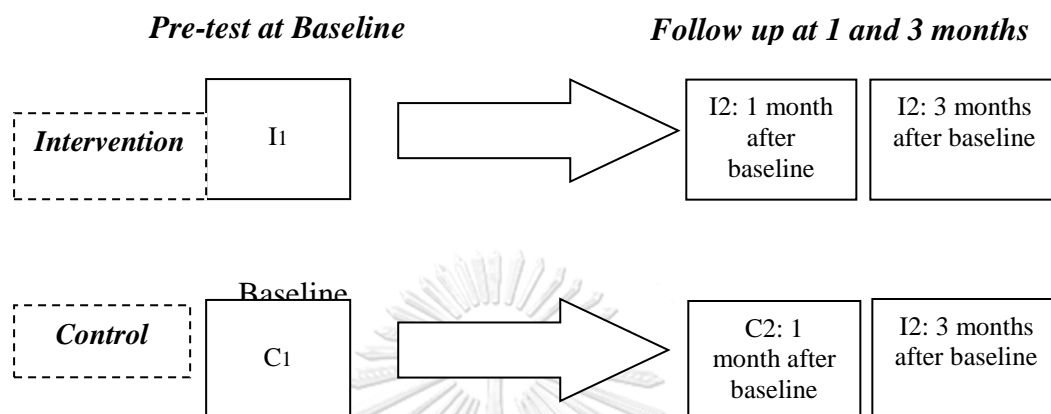 Pre-test at Baseline
Follow up at 1 and 3 months
Intervention
I1
I2: 1 month
after
baseline
I2: 3 months
after baseline
Baseline
Control
C1
C2: 1
month after
baseline
I2: 3 months
after baseline